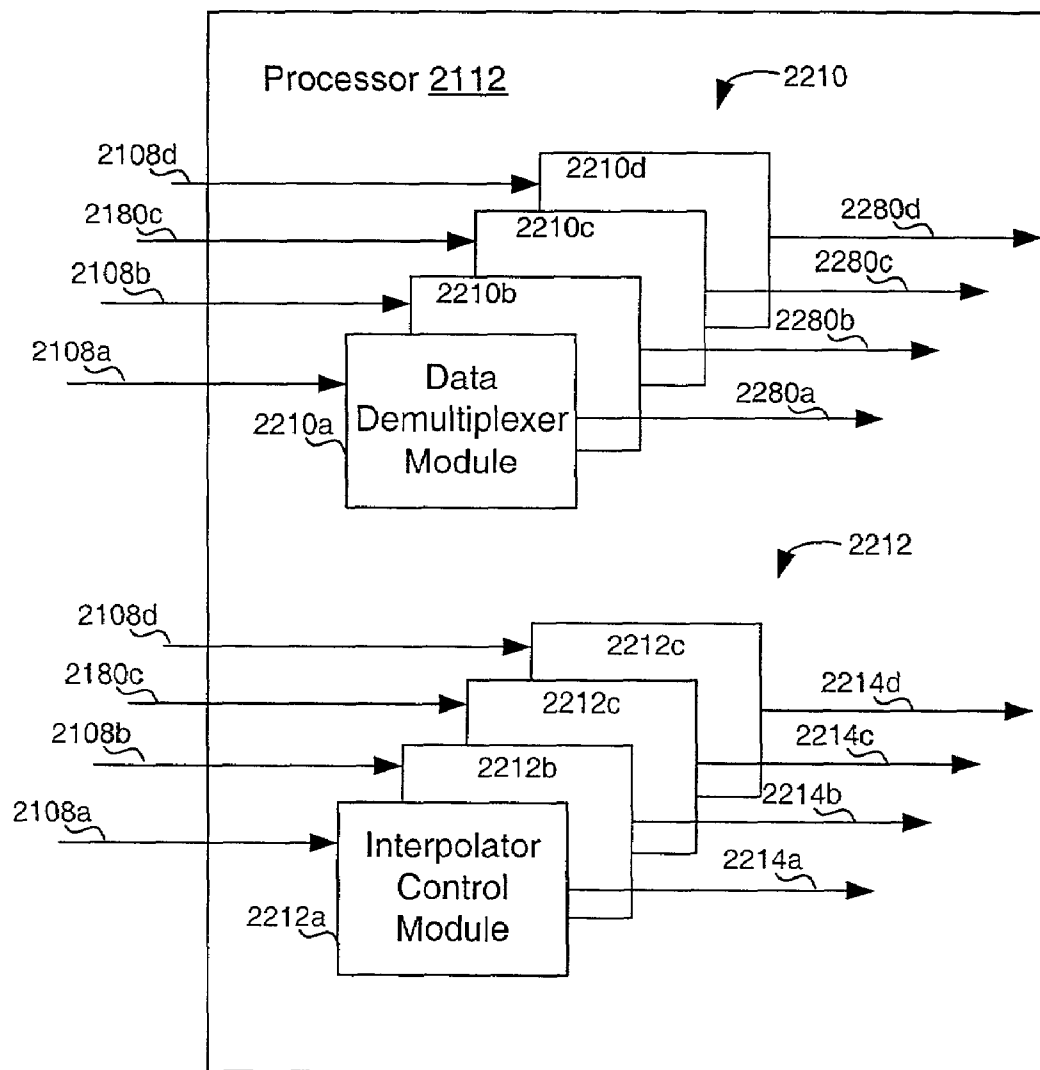 Processor 2112
2210
2108d
2210d
2180c
2210c
2280d
2108b
2210b
2280c
2280b
2108a
2280a
2210a
Data
Demultiplexer
Module
2212
2108d
2212c
2180c
2212c
2214d
2108b
2212b
2214c
2214b
2108a
2214a
2212a
Interpolator
Control
Module